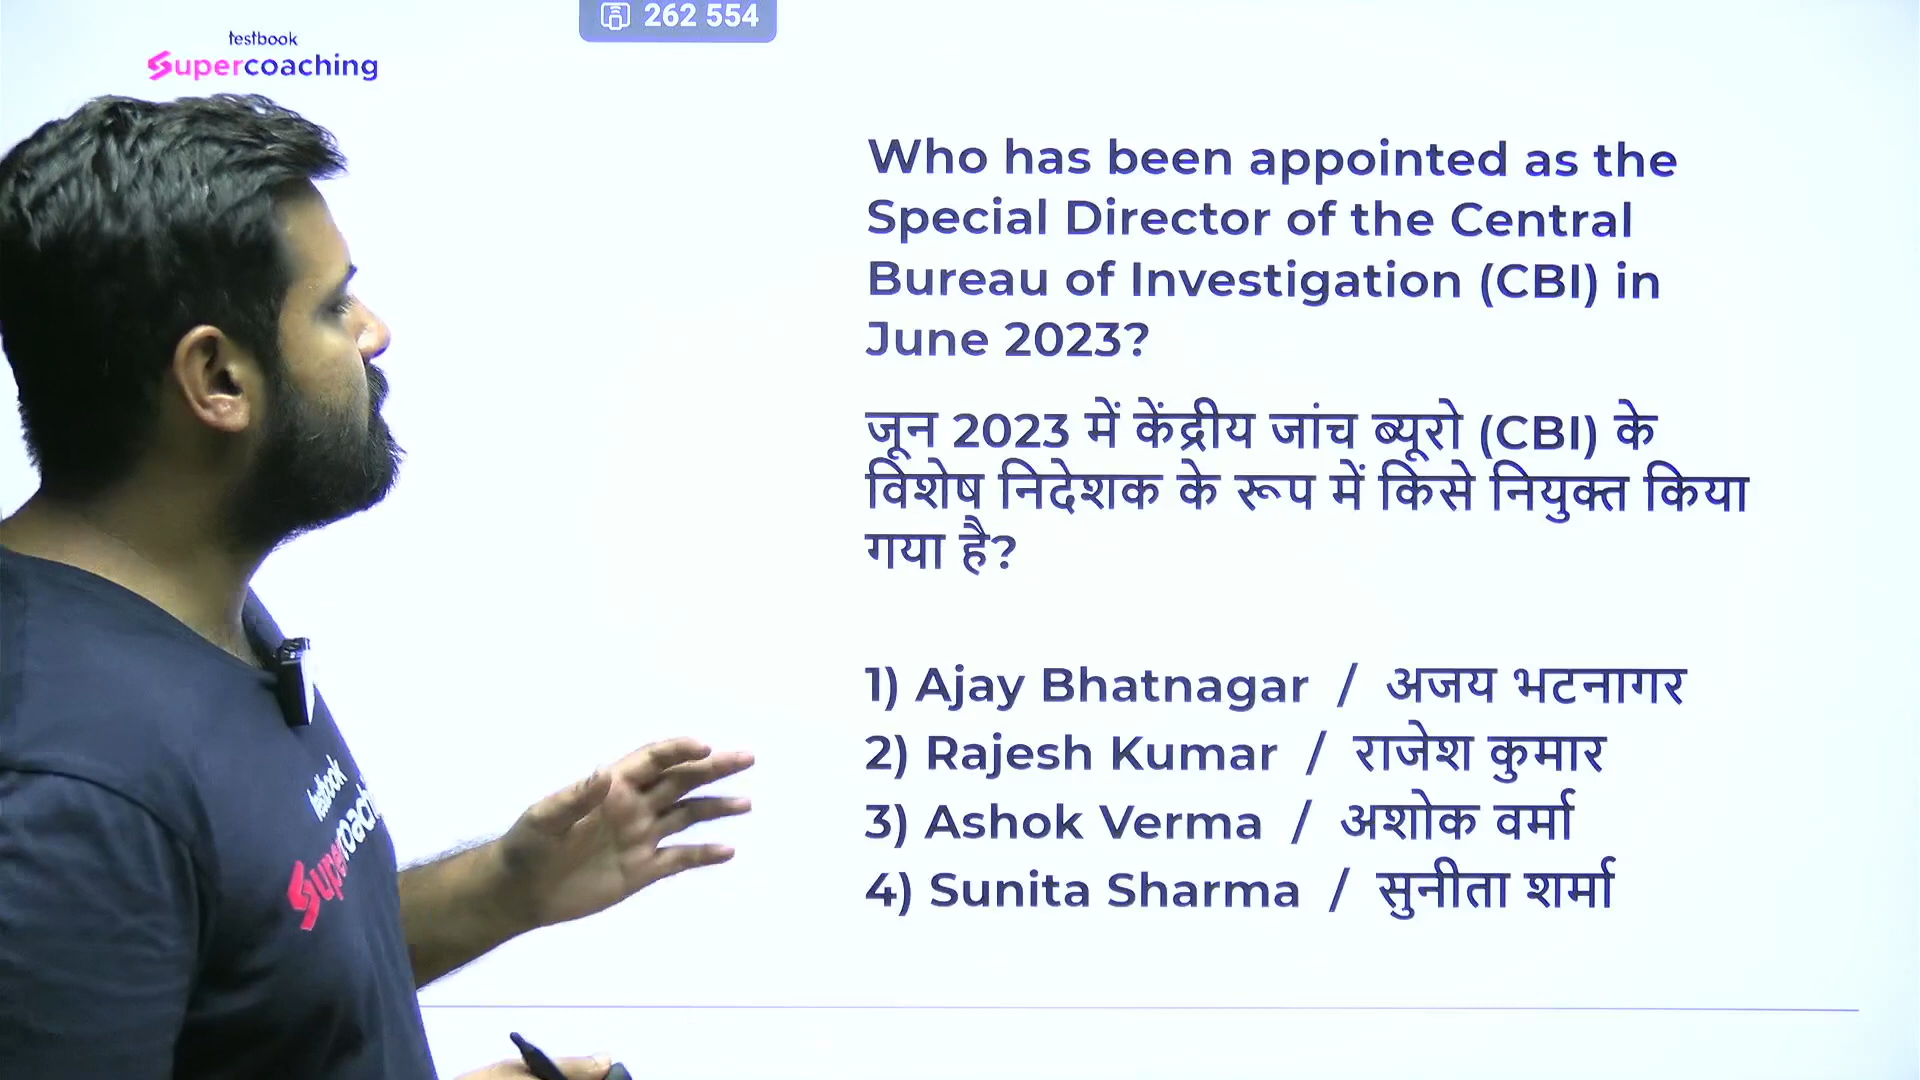 testbook
Supercoaching
262 554
Who has been appointed as the
Special Director of the Central
Bureau of Investigation (CBI) in
June 2023?
जून 2023 में केंद्रीय जांच ब्यूरो (CBI) के
विशेष निदेशक के रूप में किसे नियुक्त किया
गया है?
1) Ajay Bhatnagar / अजय भटनागर
2) Rajesh Kumar / राजेश कुमार
3) Ashok Verma / अशोक वर्मा
4) Sunita Sharma / सुनीता शर्मा
testbook
Supercoach